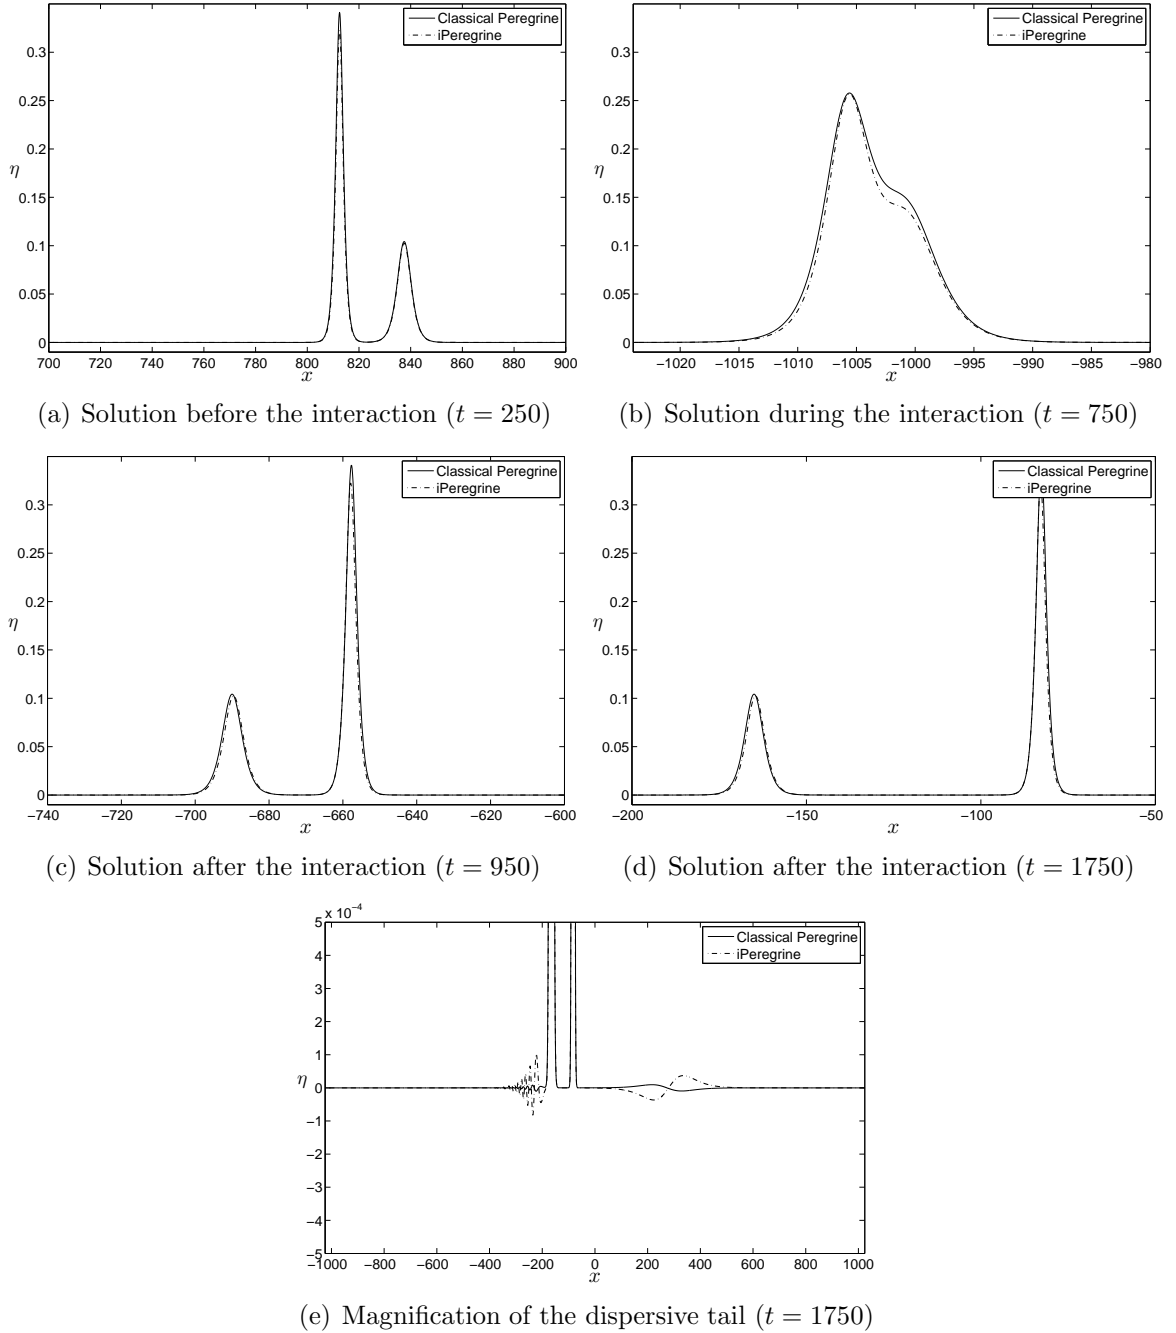 Classical Peregrine
iPeregrine
0.3
0.25
0.2
η
0.15
0.1
0.05
0
700 720 740 760 780 800 820 840 860 880 900
x
(a) Solution before the interaction (t = 250)
Classical Peregrine
iPeregrine
0.3
0.25
0.2
η
0.15
0.1
0.05
0
−1020 −1015 −1010 −1005 −1000 −995 −990 −985 −980
x
(b) Solution during the interaction (t = 750)
Classical Peregrine
iPeregrine
0.3
0.25
0.2
η
0.15
0.1
0.05
0
−740 −720 −700 −680 −660 −640 −620 −600
x
(c) Solution after the interaction (t = 950)
Classical Peregrine
iPeregrine
0.3
0.25
0.2
η
0.15
0.1
0.05
0
−200 −150 −100 −50
x
(d) Solution after the interaction (t = 1750)
x 10⁻⁴
5
Classical Peregrine
iPeregrine
4
3
2
1
η
0
−1
−2
−3
−4
−5
−1000 −800 −600 −400 −200 0 200 400 600 800 1000
x
(e) Magnification of the dispersive tail (t = 1750)